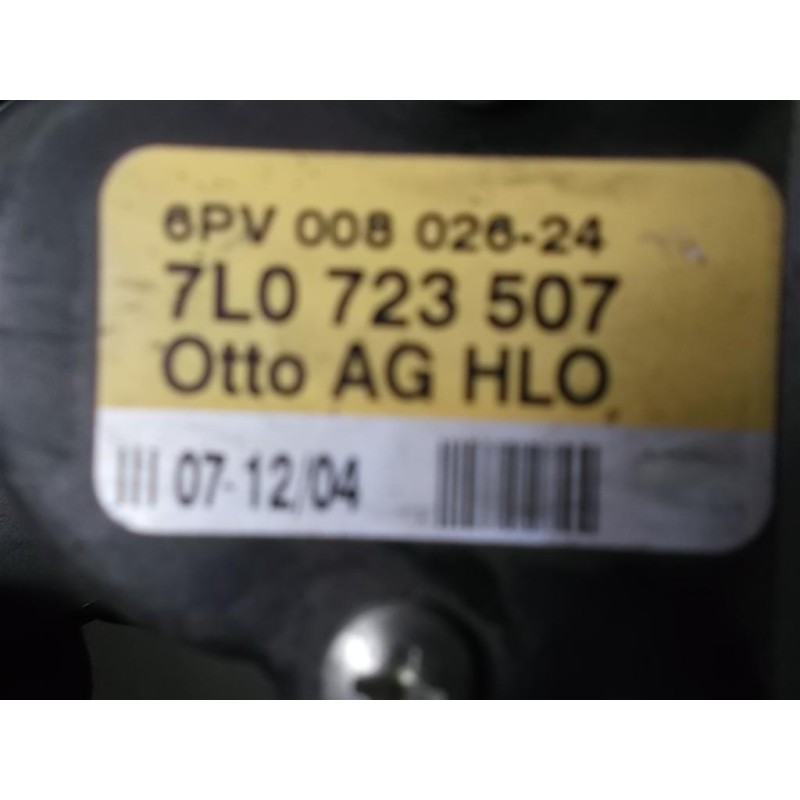 6PV 008 026-24
7L0 723 507
Otto AG HLO
07-12/04